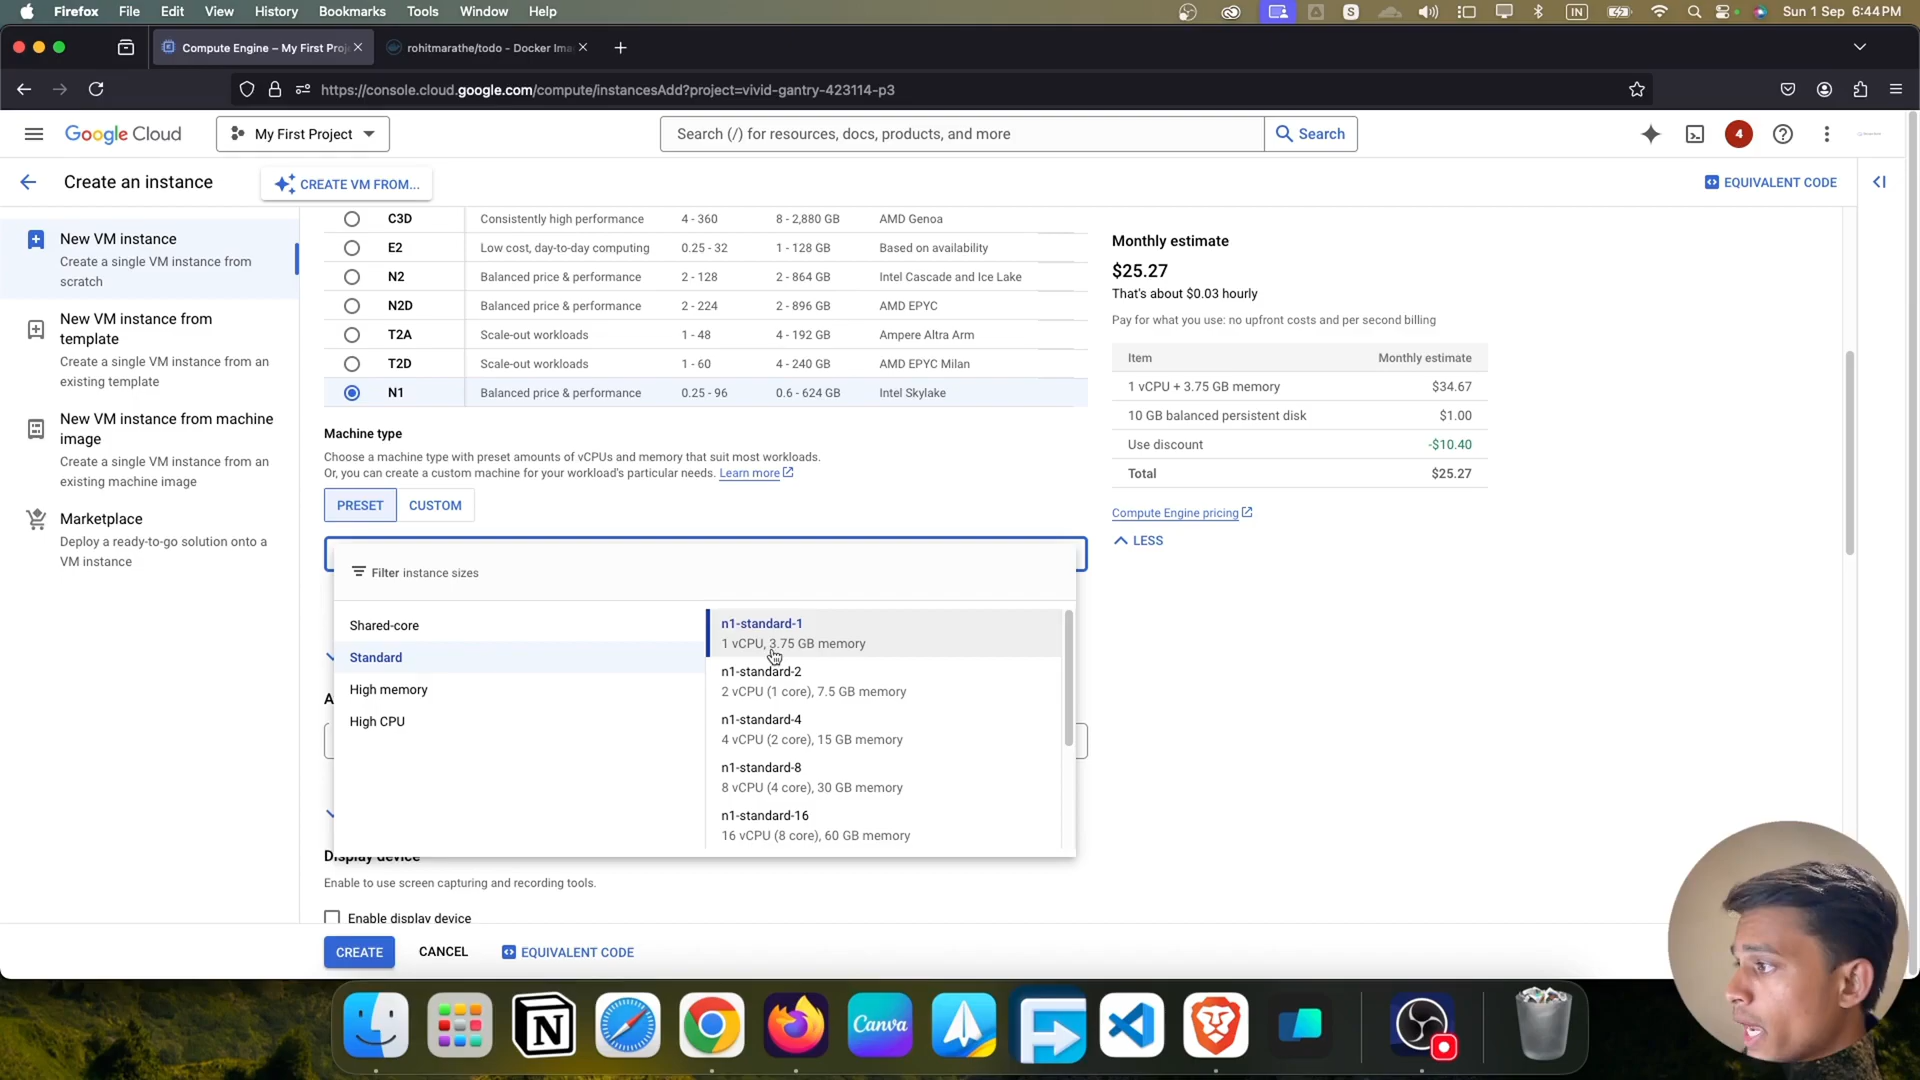 Firefox File Edit View History Bookmarks Tools Window Help
S IN Sun 1 Sep 6:44 PM
Compute Engine – My First Proj
rohitmarathe/todo - Docker Ima
https://console.cloud.google.com/compute/instancesAdd?project=vivid-gantry-423114-p3
Google Cloud
My First Project
Search (/) for resources, docs, products, and more
Search
4
Create an instance
CREATE VM FROM...
EQUIVALENT CODE
New VM instance
Create a single VM instance from
scratch
New VM instance from
template
Create a single VM instance from an
existing template
New VM instance from machine
image
Create a single VM instance from an
existing machine image
Marketplace
Deploy a ready-to-go solution onto a
VM instance
C3D Consistently high performance 4 - 360 8 - 2,880 GB AMD Genoa
E2 Low cost, day-to-day computing 0.25 - 32 1 - 128 GB Based on availability
N2 Balanced price & performance 2 - 128 2 - 864 GB Intel Cascade and Ice Lake
N2D Balanced price & performance 2 - 224 2 - 896 GB AMD EPYC
T2A Scale-out workloads 1 - 48 4 - 192 GB Ampere Altra Arm
T2D Scale-out workloads 1 - 60 4 - 240 GB AMD EPYC Milan
N1 Balanced price & performance 0.25 - 96 0.6 - 624 GB Intel Skylake
Machine type
Choose a machine type with preset amounts of vCPUs and memory that suit most workloads.
Or, you can create a custom machine for your workload's particular needs. Learn more
PRESET CUSTOM
Filter instance sizes
Shared-core
Standard
High memory
High CPU
n1-standard-1
1 vCPU, 3.75 GB memory
n1-standard-2
2 vCPU (1 core), 7.5 GB memory
n1-standard-4
4 vCPU (2 core), 15 GB memory
n1-standard-8
8 vCPU (4 core), 30 GB memory
n1-standard-16
16 vCPU (8 core), 60 GB memory
Display device
Enable to use screen capturing and recording tools.
Enable display device
CREATE CANCEL EQUIVALENT CODE
Monthly estimate
$25.27
That's about $0.03 hourly
Pay for what you use: no upfront costs and per second billing
Item Monthly estimate
1 vCPU + 3.75 GB memory $34.67
10 GB balanced persistent disk $1.00
Use discount -$10.40
Total $25.27
Compute Engine pricing
LESS
Canva